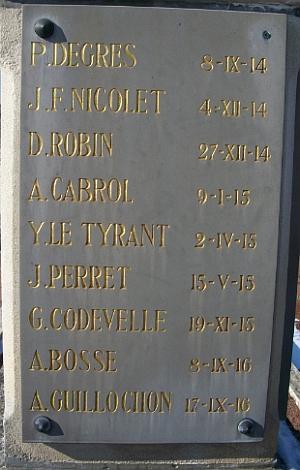 P. DEGRES 8-IX-14
J. F. NICOLET 4-XII-14
D. ROBIN 27-XII-14
A. CABROL 9-1-15
Y. LE TYRANT 2-IV-15
J. PERRET 15-V-15
G. CODEVELLE 19-XI-15
A. BOSSE 8-IX-16
A. GUILLOCHON 17-IX-16